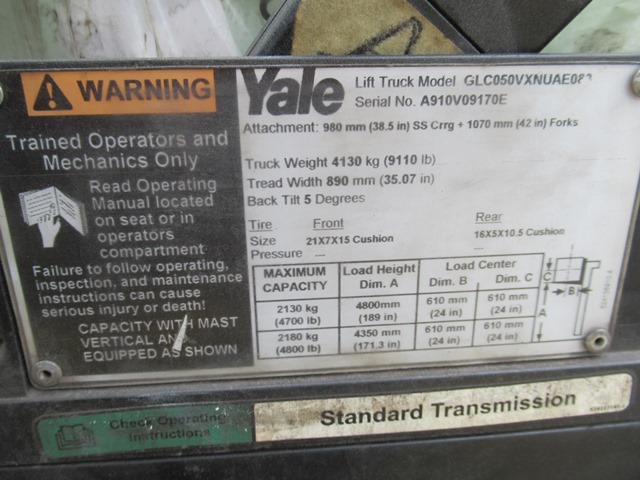 WARNING
Trained Operators and
Mechanics Only
Read Operating
Manual located
on seat or in
operators
compartment
Failure to follow operating,
inspection, and maintenance
instructions can cause
serious injury or death!
CAPACITY WITH MAST
VERTICAL AND
EQUIPPED AS SHOWN
Yale Lift Truck Model GLC050VXNUAE083
Serial No. A910V09170E
Attachment: 980 mm (38.5 in) SS Crrg + 1070 mm (42 in) Forks
Truck Weight 4130 kg (9110 lb)
Tread Width 890 mm (35.07 in)
Back Tilt 5 Degrees
Tire Front Rear
Size 21X7X15 Cushion 16X5X10.5 Cushion
Pressure --- ---
MAXIMUM CAPACITY Load Height Dim. A Load Center Dim. B Dim. C
2130 kg (4700 lb) 4800mm (189 in) 610 mm (24 in) 610 mm (24 in)
2180 kg (4800 lb) 4350 mm (171.3 in) 610 mm (24 in) 610 mm (24 in)
C
B
A
Check Operating
Instructions
Standard Transmission